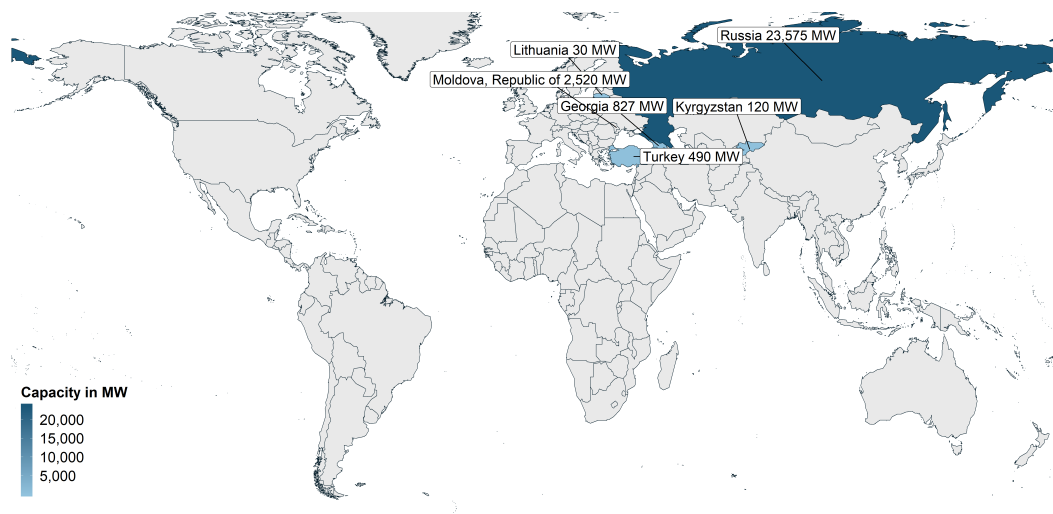 Russia 23,575 MW
Lithuania 30 MW
Moldova, Republic of 2,520 MW
Georgia 827 MW
Kyrgyzstan 120 MW
Turkey 490 MW
Capacity in MW
20,000
15,000
10,000
5,000